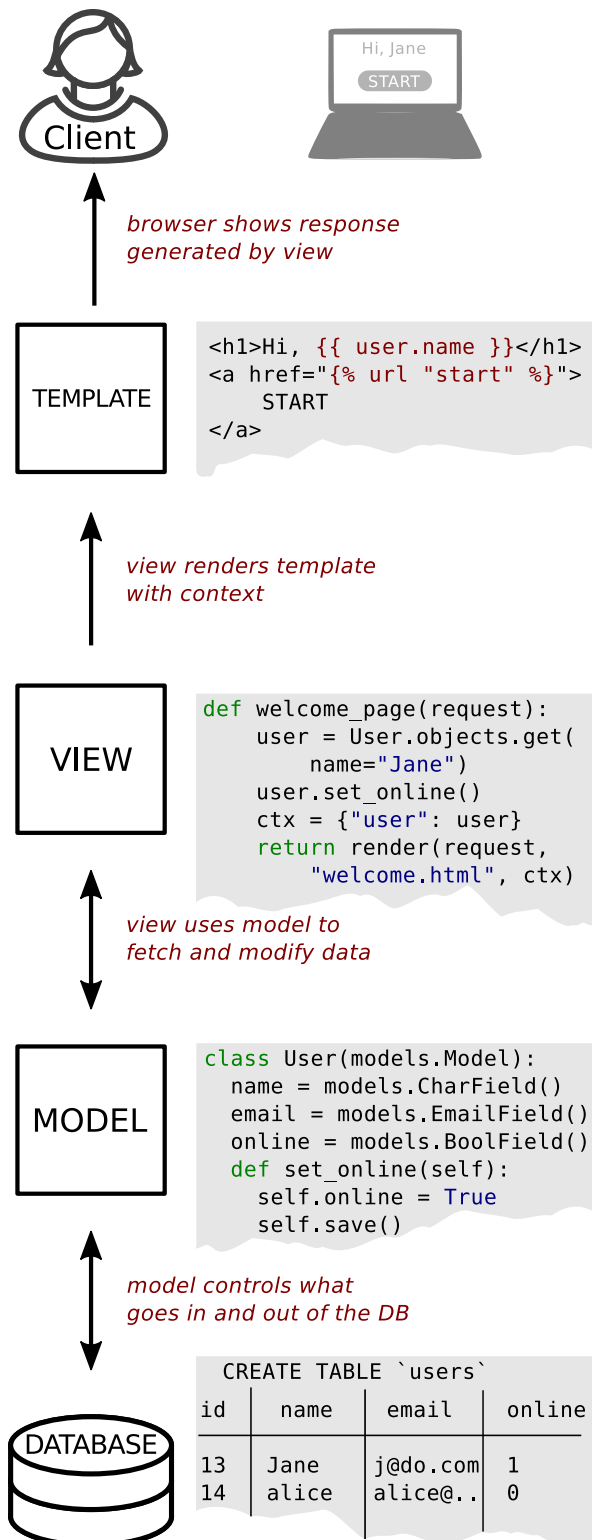 Client
Hi, Jane
START
browser shows response
generated by view
TEMPLATE
<h1>Hi, {{ user.name }}</h1>
<a href="{% url "start" %}">
    START
</a>
view renders template
with context
VIEW
def welcome_page(request):
    user = User.objects.get(
        name="Jane")
    user.set_online()
    ctx = {"user": user}
    return render(request,
        "welcome.html", ctx)
view uses model to
fetch and modify data
MODEL
class User(models.Model):
  name = models.CharField()
  email = models.EmailField()
  online = models.BoolField()
  def set_online(self):
    self.online = True
    self.save()
model controls what
goes in and out of the DB
DATABASE
CREATE TABLE `users`
id name email online
13 Jane j@do.com 1
14 alice alice@.. 0